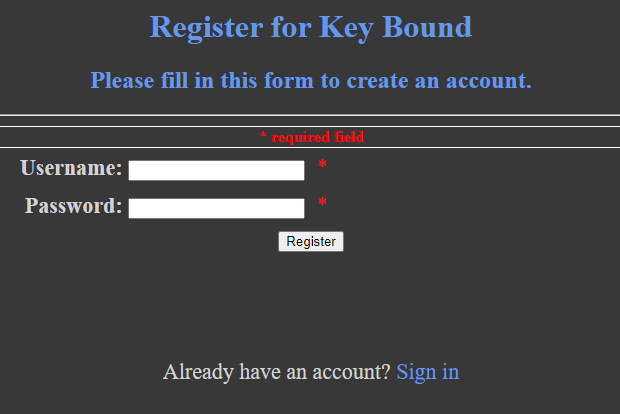 Register for Key Bound
Please fill in this form to create an account.
* required field
Username: *
Password: *
Register
Already have an account? Sign in